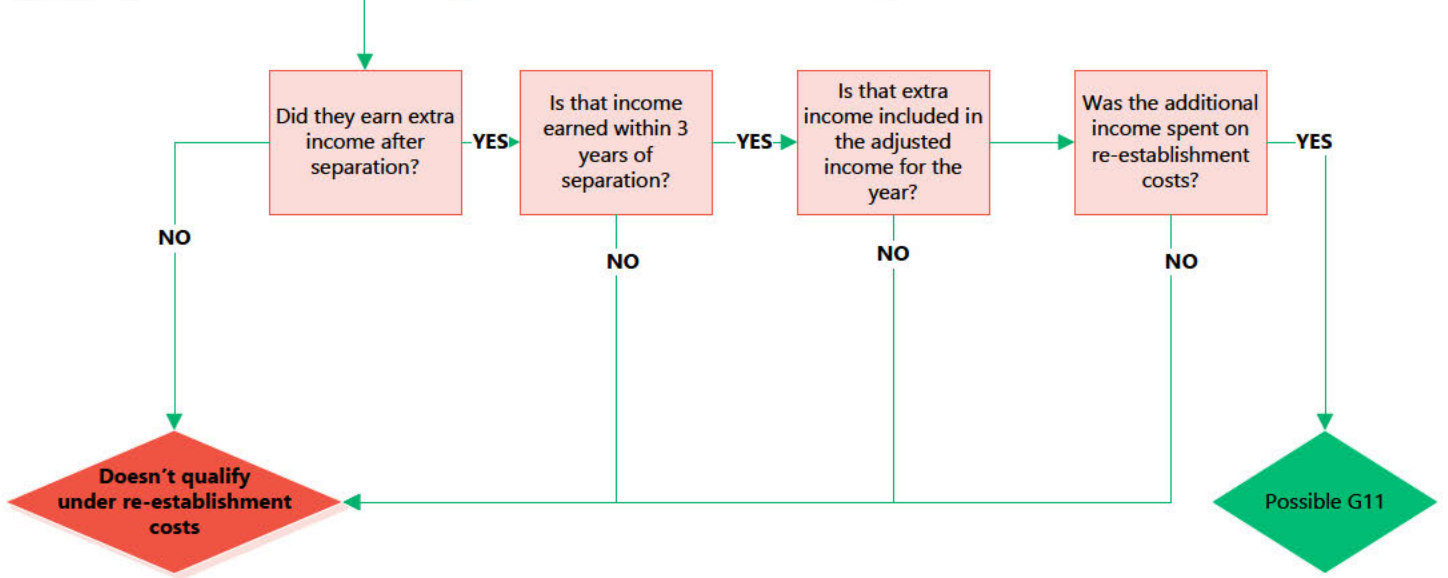 Did they earn extra
income after
separation?
YES
Is that income
earned within 3
years of
separation?
YES
Is that extra
income included in
the adjusted
income for the
year?
Was the additional
income spent on
re-establishment
costs?
YES
NO
NO
NO
NO
Doesn't qualify
under re-establishment
costs
Possible G11